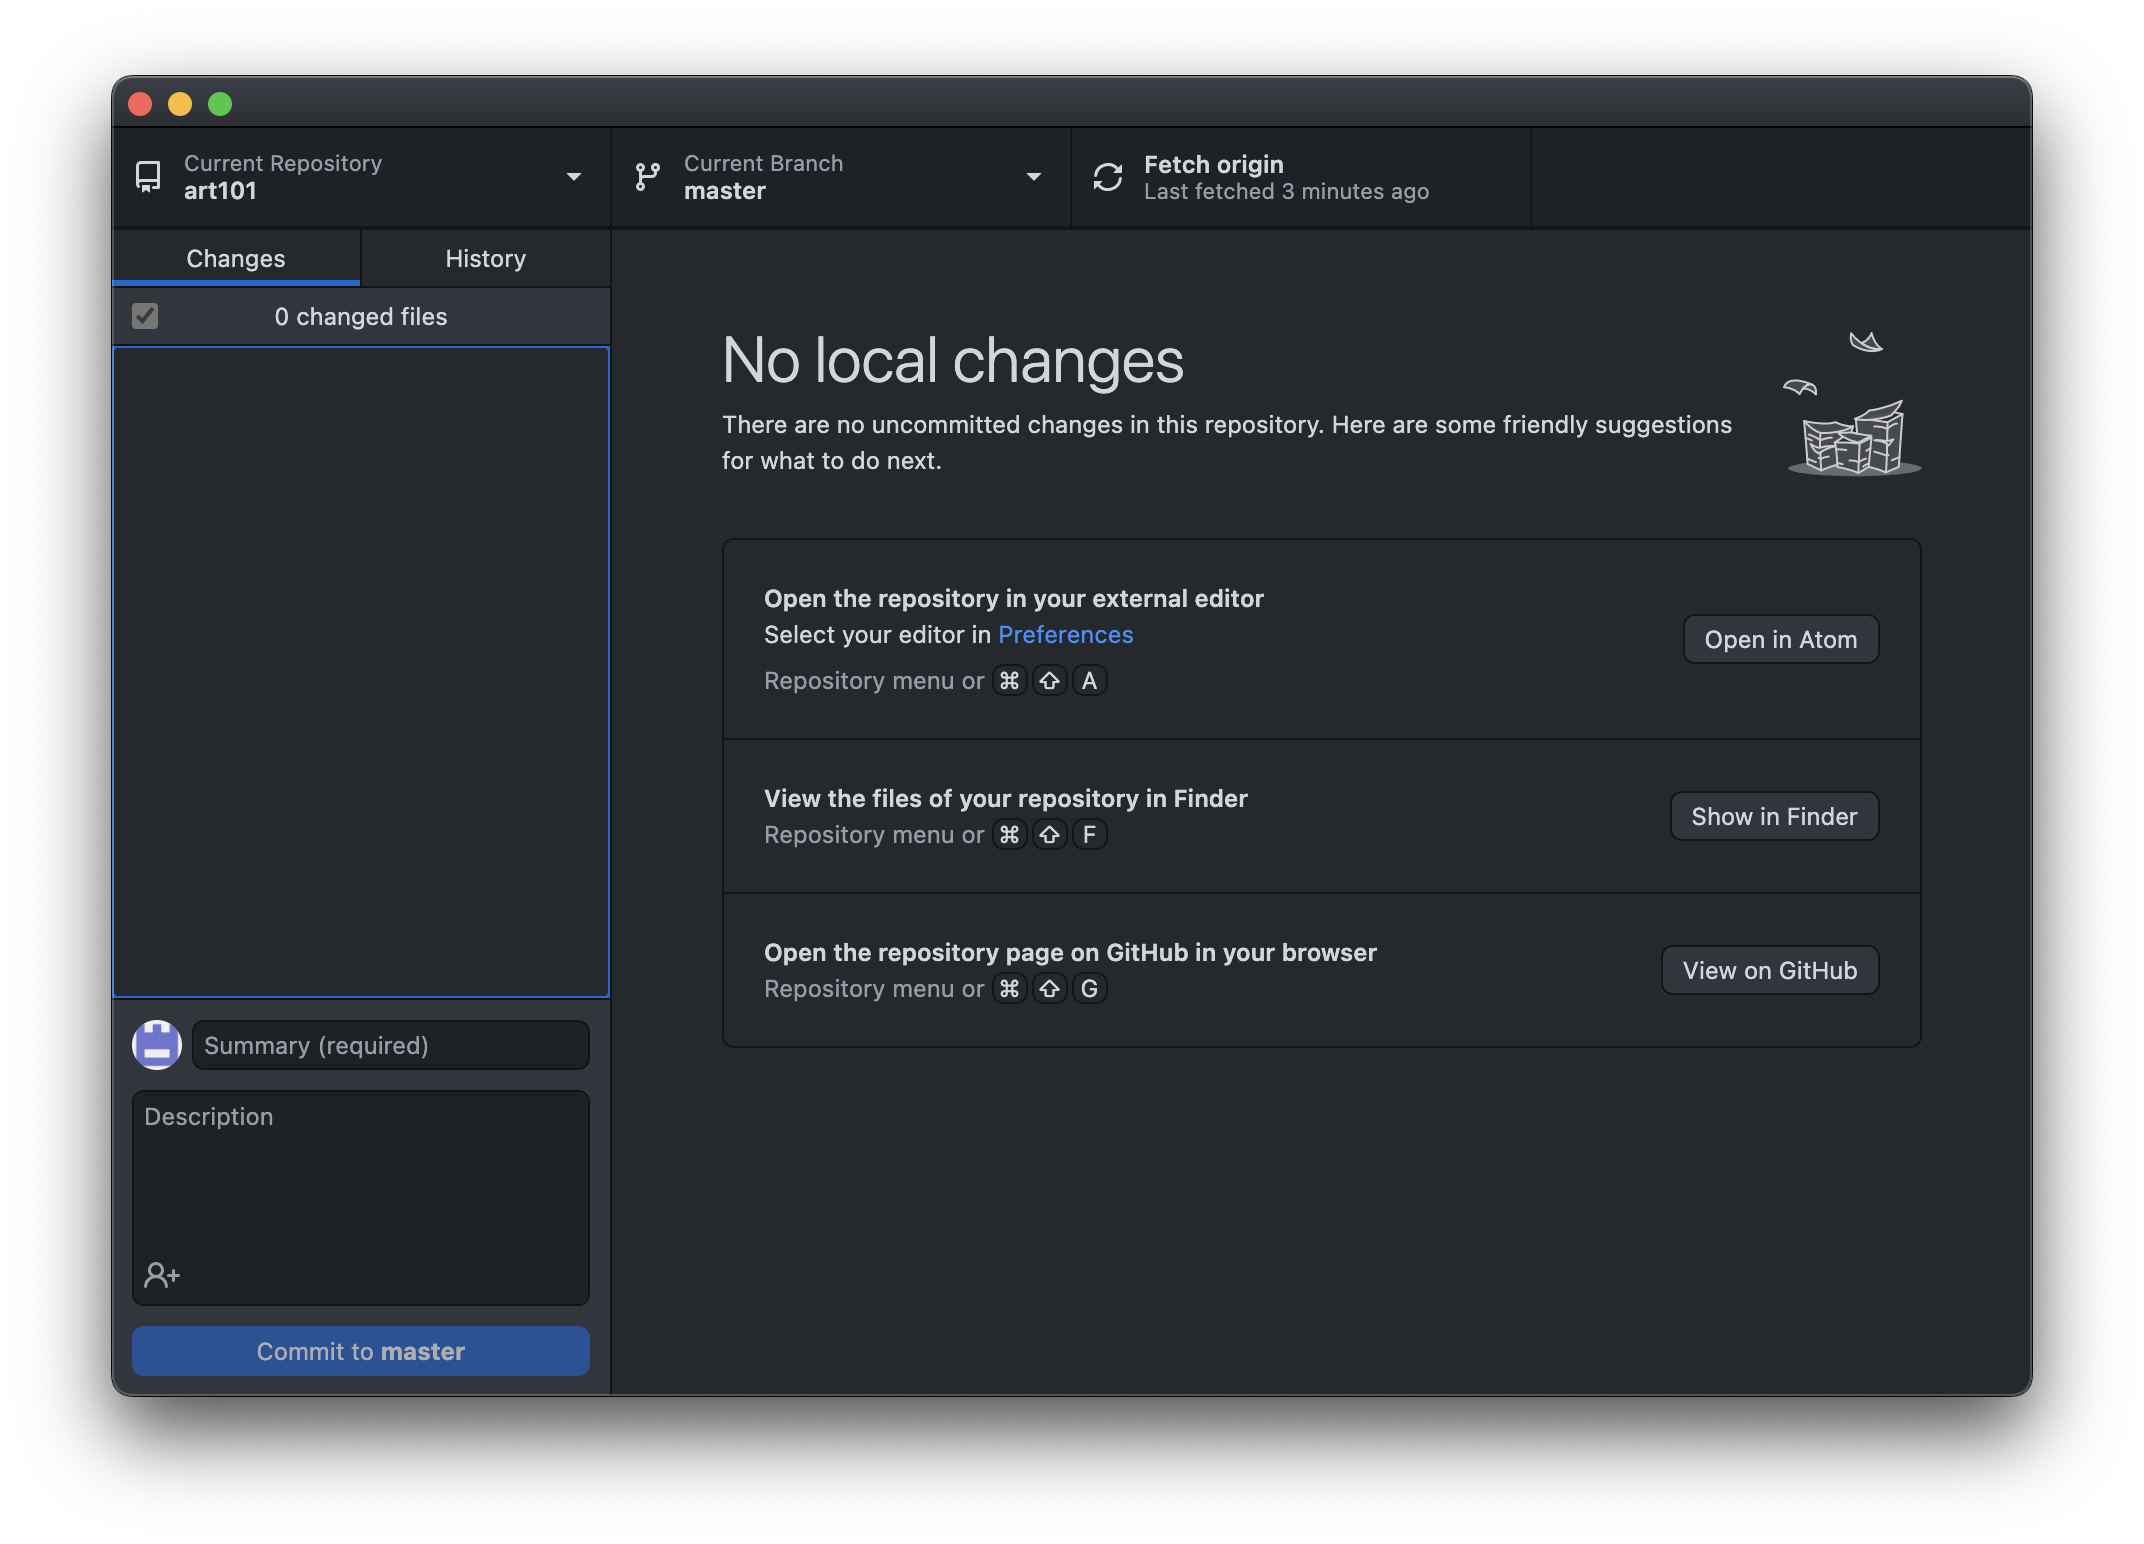 Current Repository
art101
Current Branch
master
Fetch origin
Last fetched 3 minutes ago
Changes
History
0 changed files
No local changes
There are no uncommitted changes in this repository. Here are some friendly suggestions
for what to do next.
Open the repository in your external editor
Select your editor in Preferences
Repository menu or ⌘ ⇧ A
Open in Atom
View the files of your repository in Finder
Repository menu or ⌘ ⇧ F
Show in Finder
Open the repository page on GitHub in your browser
Repository menu or ⌘ ⇧ G
View on GitHub
Summary (required)
Description
Commit to master